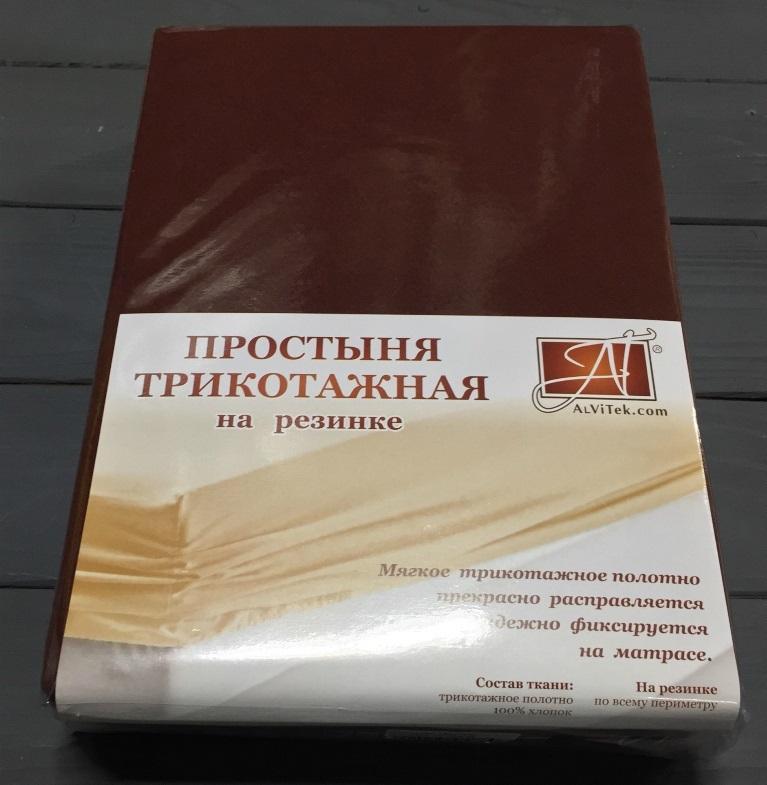 ПРОСТЫНЯ
ТРИКОТАЖНАЯ
на резинке
AT®
ALViTek.com
Мягкое трикотажное полотно
прекрасно расправляется
фиксируется
на матрасе.
Состав ткани:
трикотажное полотно
100% хлопок
На резинке
по всему периметру